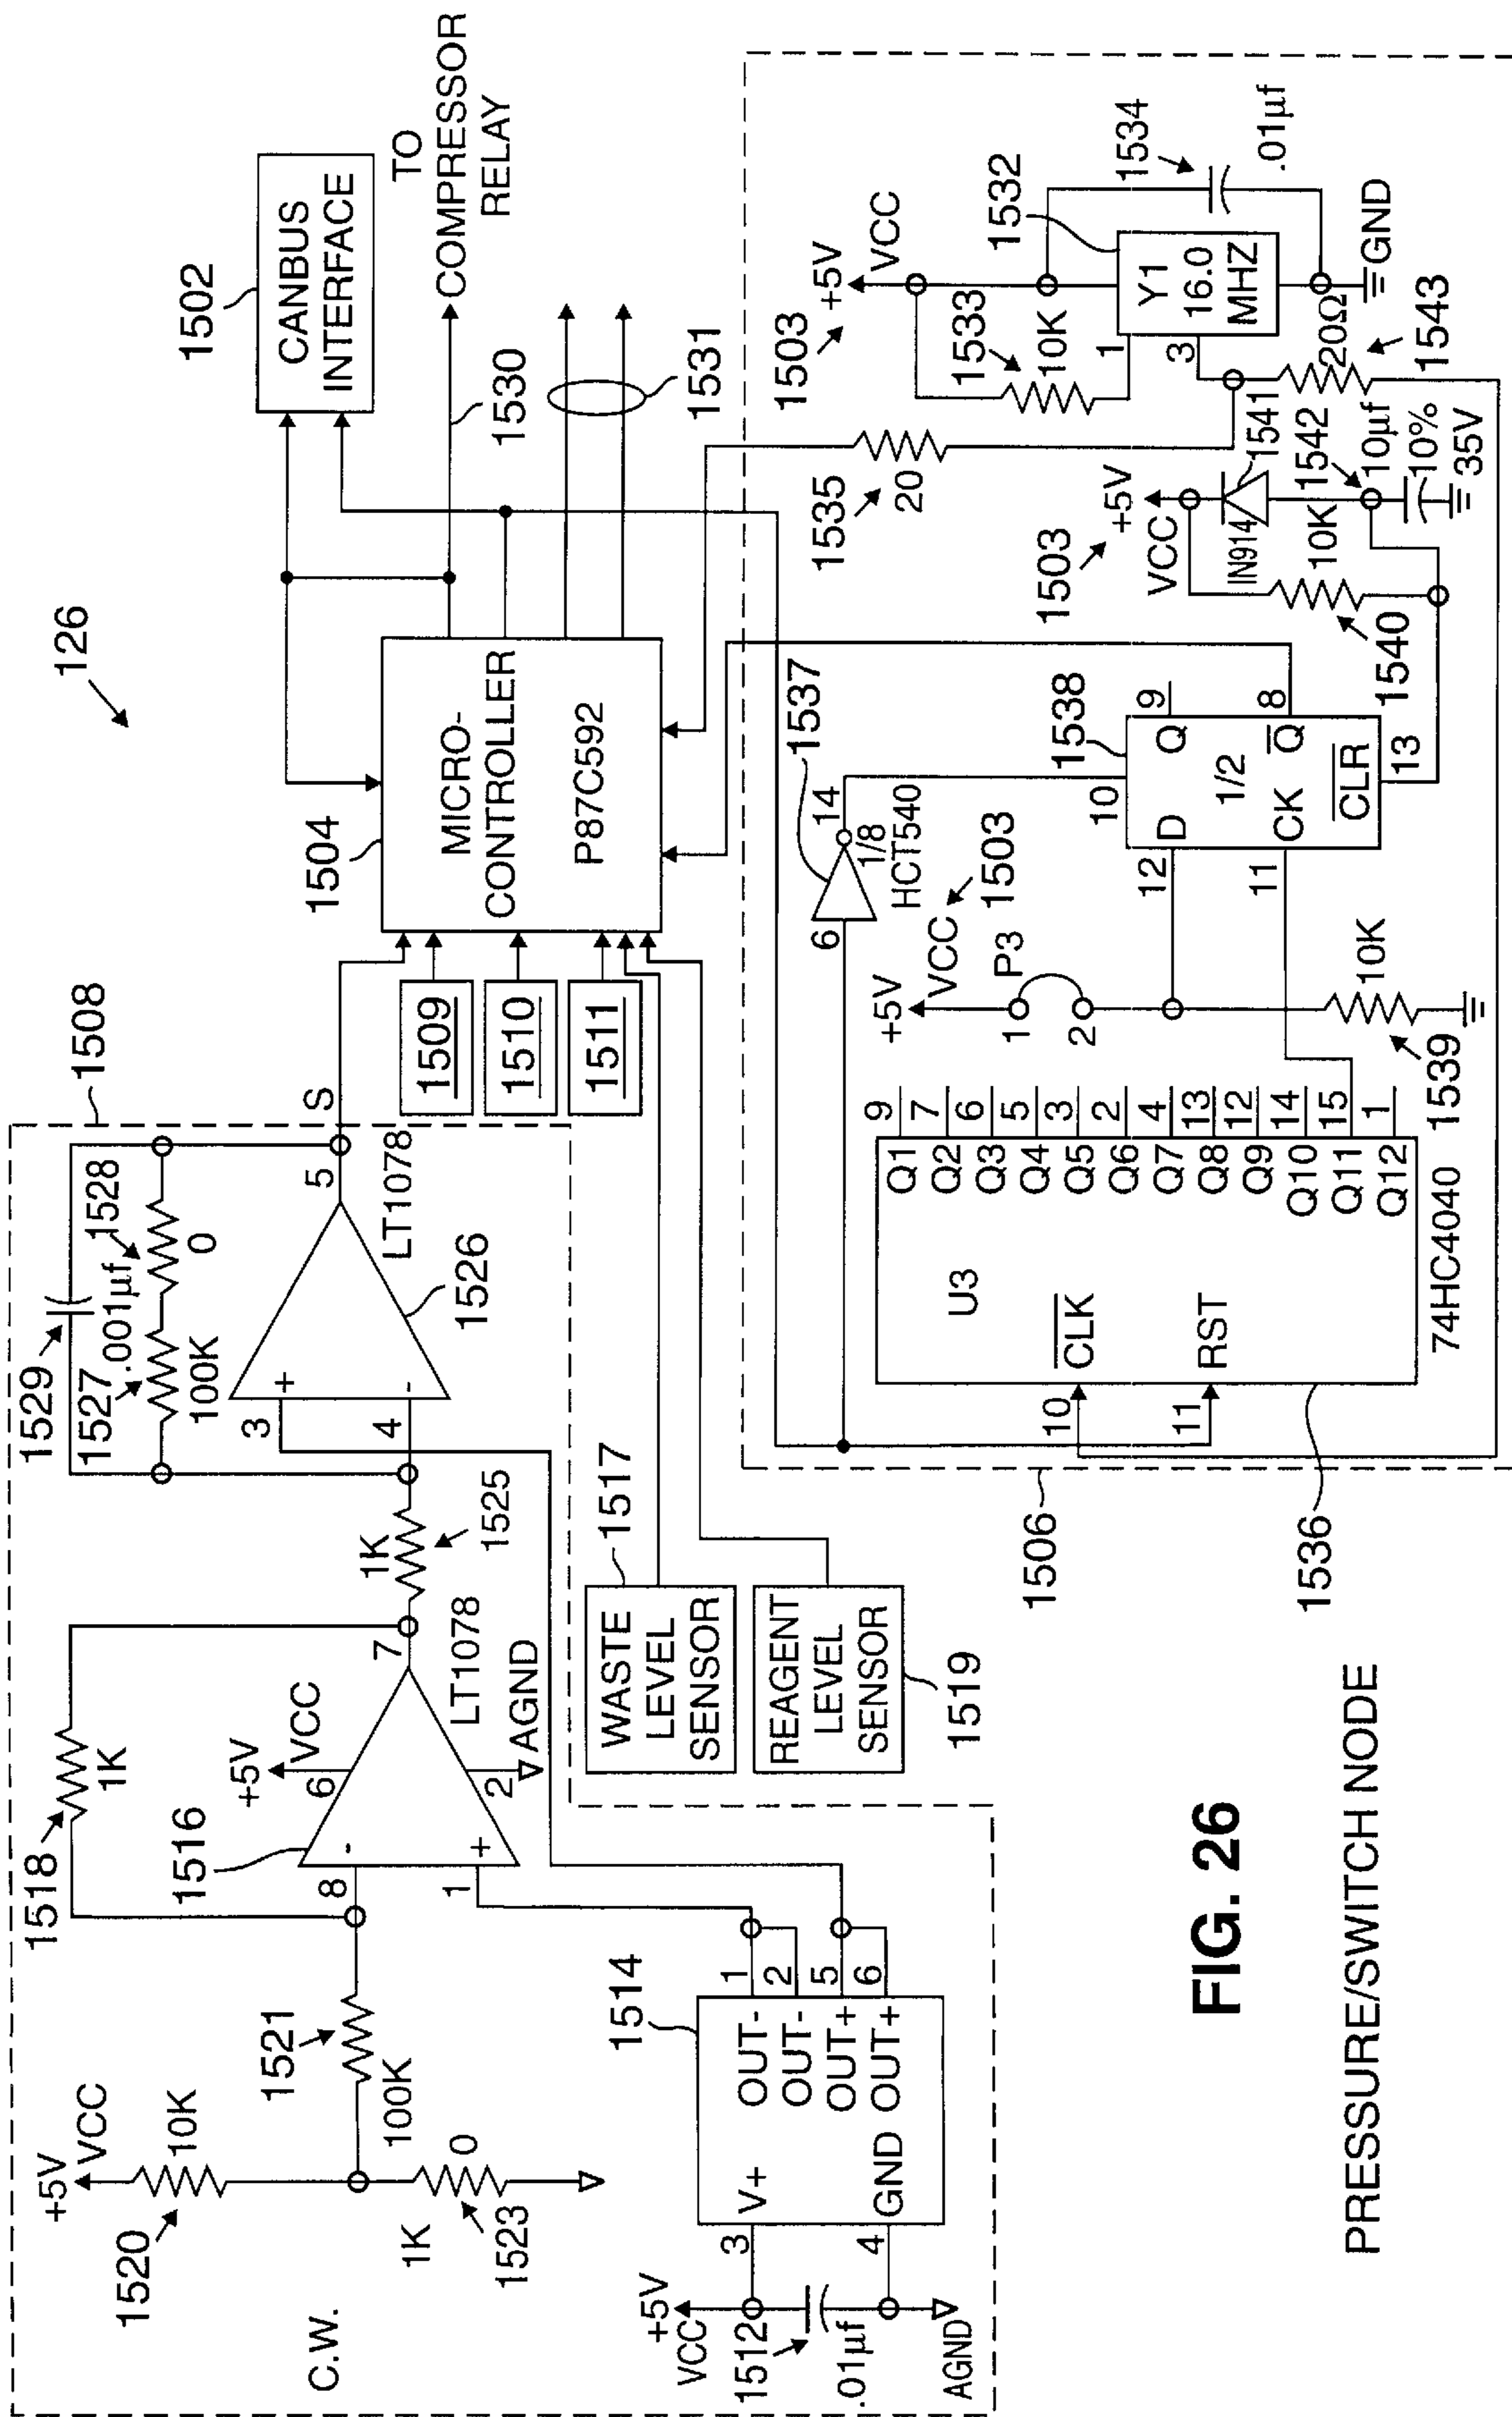 126
1508
1529
.001µf
1527
100K
1528
0
5
S
LT1078
1526
+
-
3
4
1518
1K
1516
+5V
VCC
6
7
-
+
8
1
2
LT1078
AGND
1K
1525
+5V
VCC
10K
1520
1521
100K
0
1K
1523
C.W.
1514
+5V
VCC
1512
.01µf
AGND
3
4
V+
GND
OUT-
OUT-
OUT+
OUT+
1
2
5
6
WASTE
LEVEL
SENSOR
1517
REAGENT
LEVEL
SENSOR
1519
1509
1510
1511
1504
MICRO-
CONTROLLER
P87C592
1502
CANBUS
INTERFACE
TO
COMPRESSOR
RELAY
1530
1531
1506
1536
U3
CLK
RST
10
11
Q1
Q2
Q3
Q4
Q5
Q6
Q7
Q8
Q9
Q10
Q11
Q12
9
7
6
5
3
2
4
13
12
14
15
1
74HC4040
+5V
VCC
1503
P3
1
2
10K
1539
1537
6
14
1/8
HCT540
1538
10
12
D
Q
9
1/2
11
CK
Q
8
CLR
13
1535
20
1503
+5V
VCC
IN914
1541
10K
1540
1542
10µf
10%
35V
1503
+5V
VCC
1533
10K
1532
Y1
16.0
MHZ
1
3
1534
.01µf
GND
20Ω
1543
FIG. 26
PRESSURE/SWITCH NODE